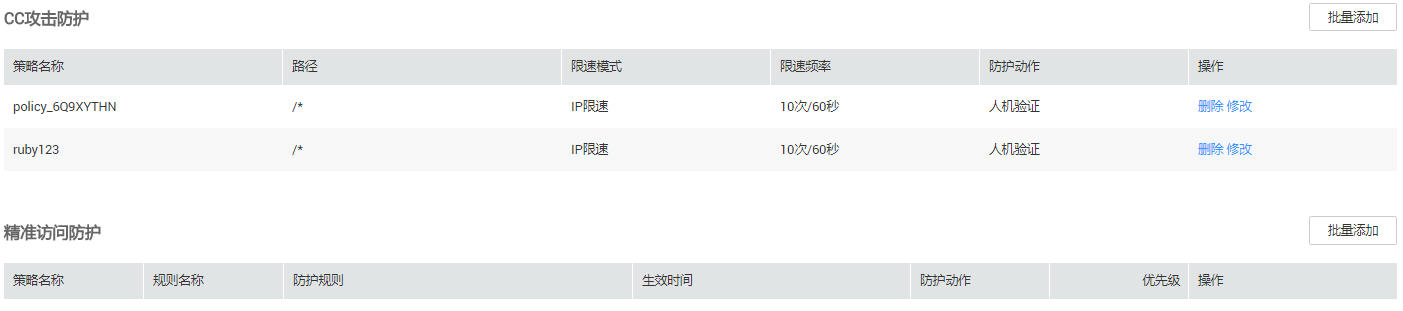 CC攻击防护 批量添加
策略名称 路径 限速模式 限速频率 防护动作 操作
policy_6Q9XYTHN /* IP限速 10次/60秒 人机验证 删除 修改
ruby123 /* IP限速 10次/60秒 人机验证 删除 修改
精准访问防护 批量添加
策略名称 规则名称 防护规则 生效时间 防护动作 优先级 操作